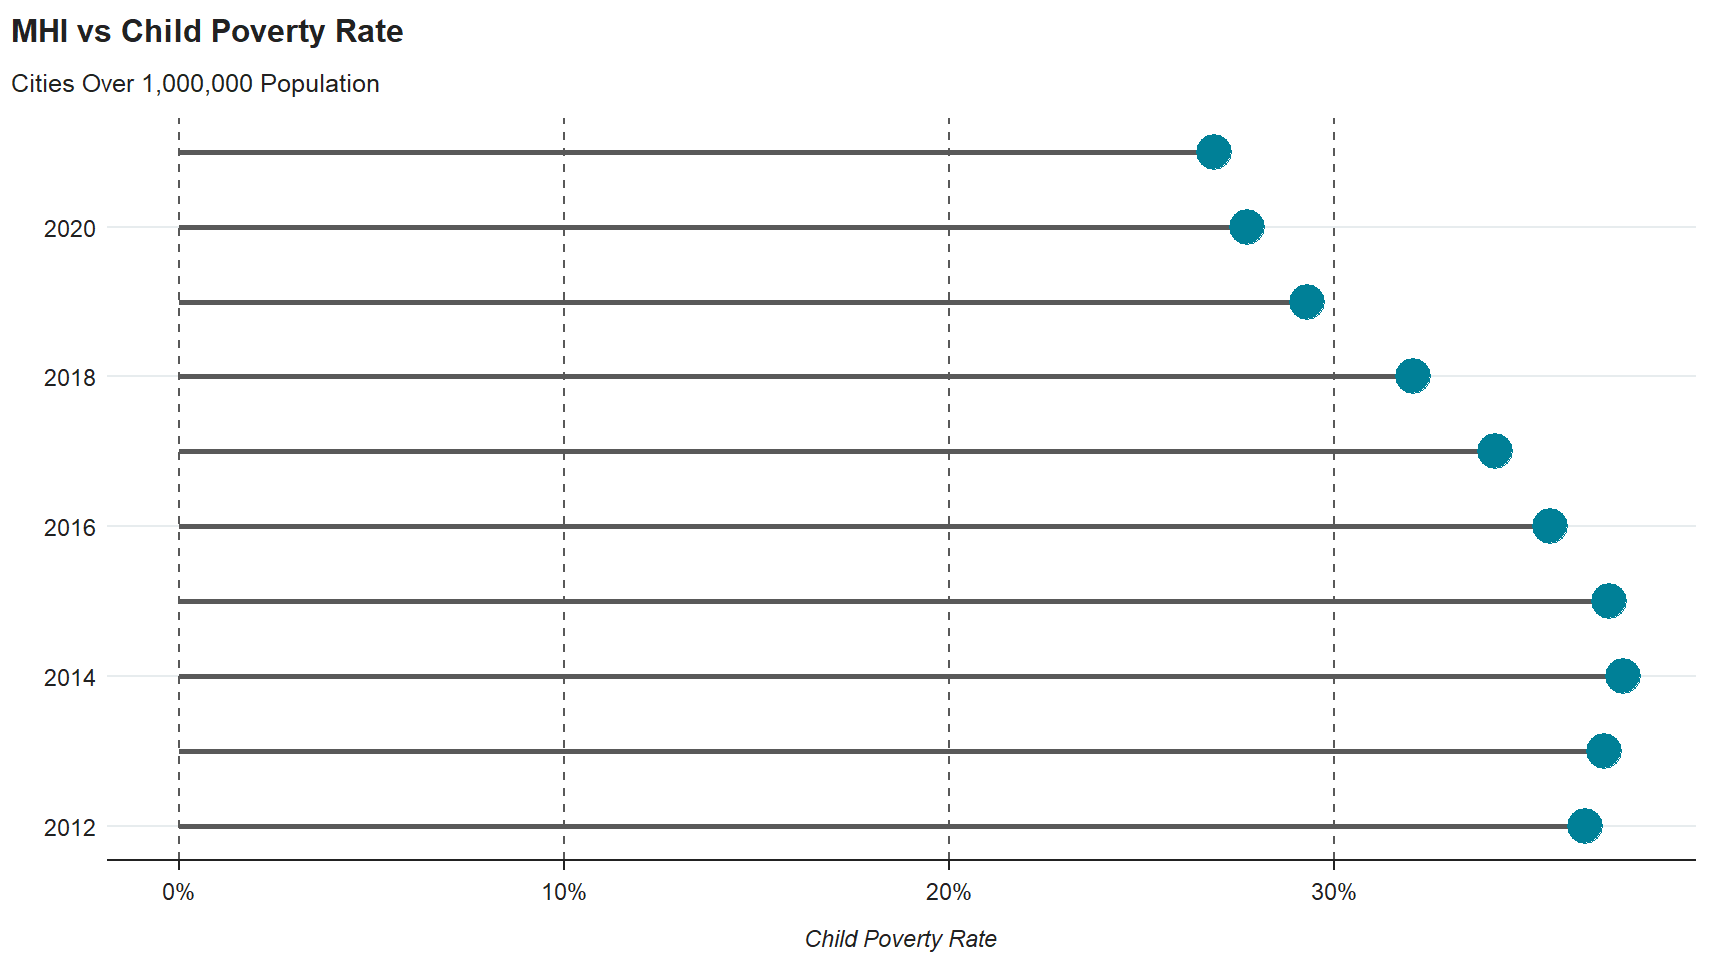 MHI vs Child Poverty Rate
Cities Over 1,000,000 Population
2020
2018
2016
2014
2012
0% 10% 20% 30%
Child Poverty Rate